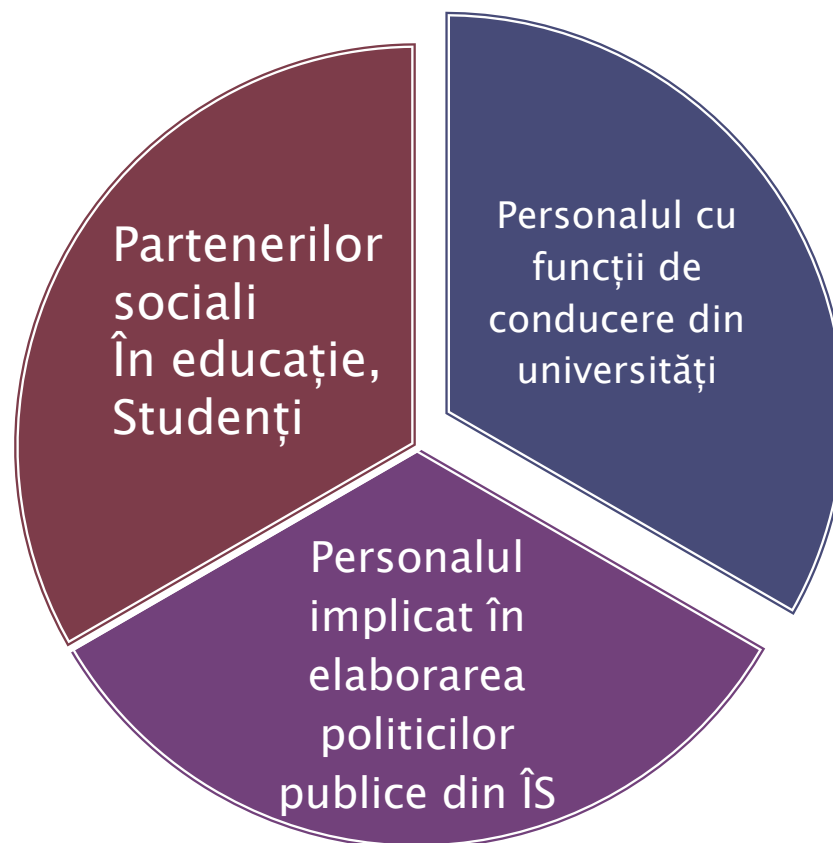 Partenerilor
sociali
În educație,
Studenți
Personalul cu
funcții de
conducere din
universități
Personalul
implicat în
elaborarea
politicilor
publice din ÎS